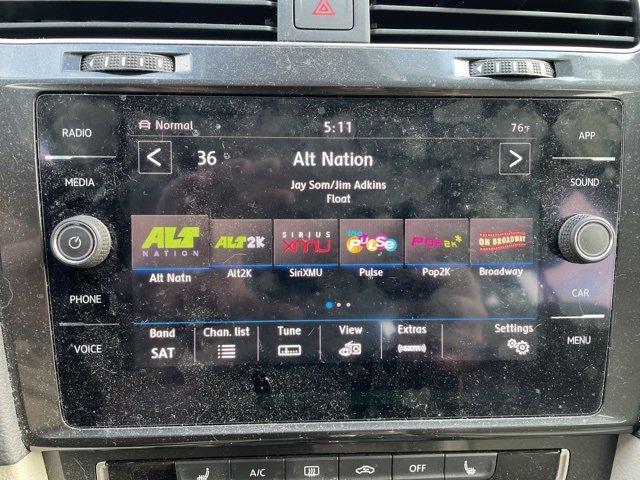 RADIO
MEDIA
PHONE
VOICE
Normal
5:11
76°F
36 Alt Nation
Jay Som/Jim Adkins
Float
ALT NATION
ALT2K
SIRIUS XMU
the pulse
POP2K
ON BROADWAY
Alt Natn
Alt2K
SiriXMU
Pulse
Pop2K
Broadway
Band
SAT
Chan. list
Tune
View
Extras
((SXM))
Settings
APP
SOUND
CAR
MENU
A/C
OFF